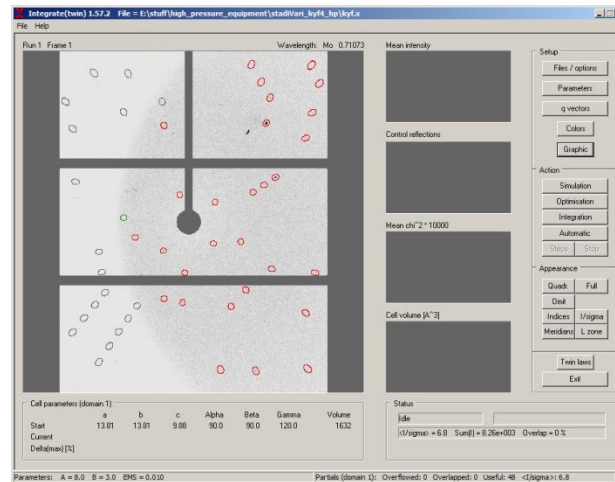 Integrate(twin) 1.57.2 File = E:\stuff\high_pressure_equipment\stadiVari_kyf4_hp\kyf.x
File Help
Run 1 Frame 1 Wavelength: Mo 0.71073
Mean intensity
Control reflections
Mean chi^2 * 10000
Cell volume [A^3]
Setup
Files / options
Parameters
q vectors
Colors
Graphic
Action
Simulation
Optimisation
Integration
Automatic
Steps Stop
Appearance
Quadr. Full
Omit
Indices I/sigma
Meridians L zone
Twin laws
Exit
Cell parameters (domain 1)
a b c Alpha Beta Gamma Volume
Start 13.81 13.81 9.88 90.0 90.0 120.0 1632
Current
Delta(max) [%]
Status
Idle
<I/sigma> = 6.8 Sum(I) = 8.26e+003 Overlap = 0 %
Parameters: A = 8.0 B = 3.0 EMS = 0.010 Partials (domain 1): Overflowed: 0 Overlapped: 0 Useful: 48 <I/sigma>: 6.8